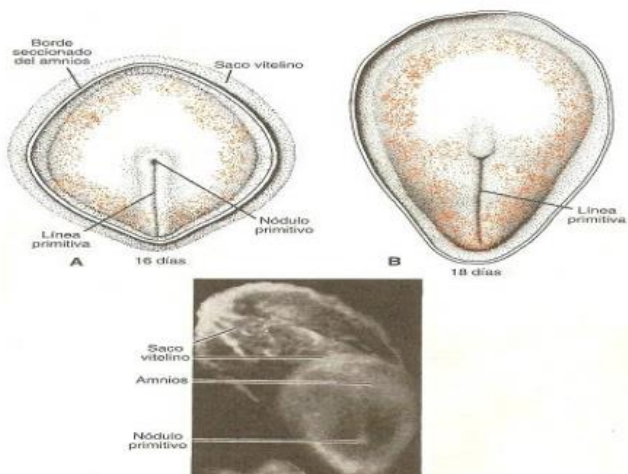 Borde
seccionado
del amnios
Saco vitelino
Línea
primitiva
Nódulo
primitivo
A
16 días
Línea
primitiva
B
18 días
Saco
vitelino
Amnios
Nódulo
primitivo